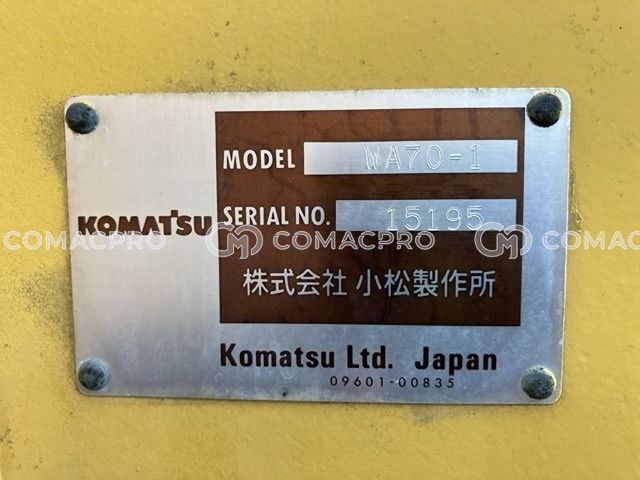 MODEL WA70-1
KOMATSU SERIAL NO. 15195
COMACPRO COMACPRO COMACPRO
株式会社 小松製作所
Komatsu Ltd. Japan
09601-00835